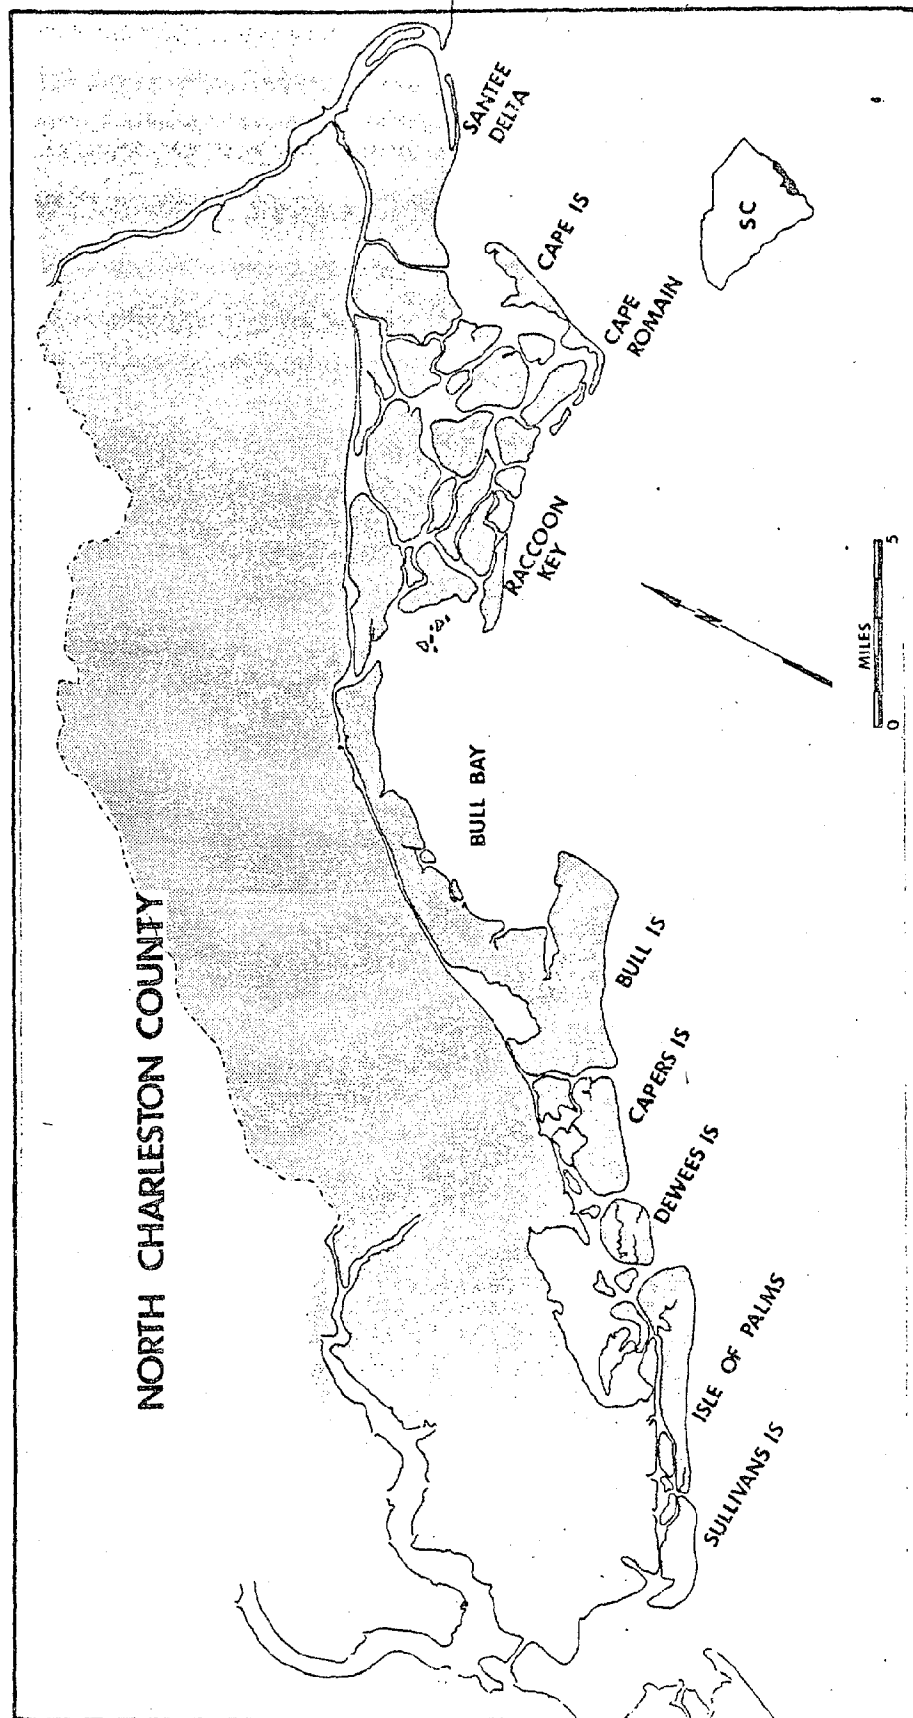 NORTH CHARLESTON COUNTY
SANTEE
DELTA
CAPE IS
CAPE
ROMAIN
RACCOON
KEY
BULL BAY
BULL IS
CAPERS IS
DEWEES IS
ISLE OF PALMS
SULLIVANS IS
SC
N
MILES
0 5